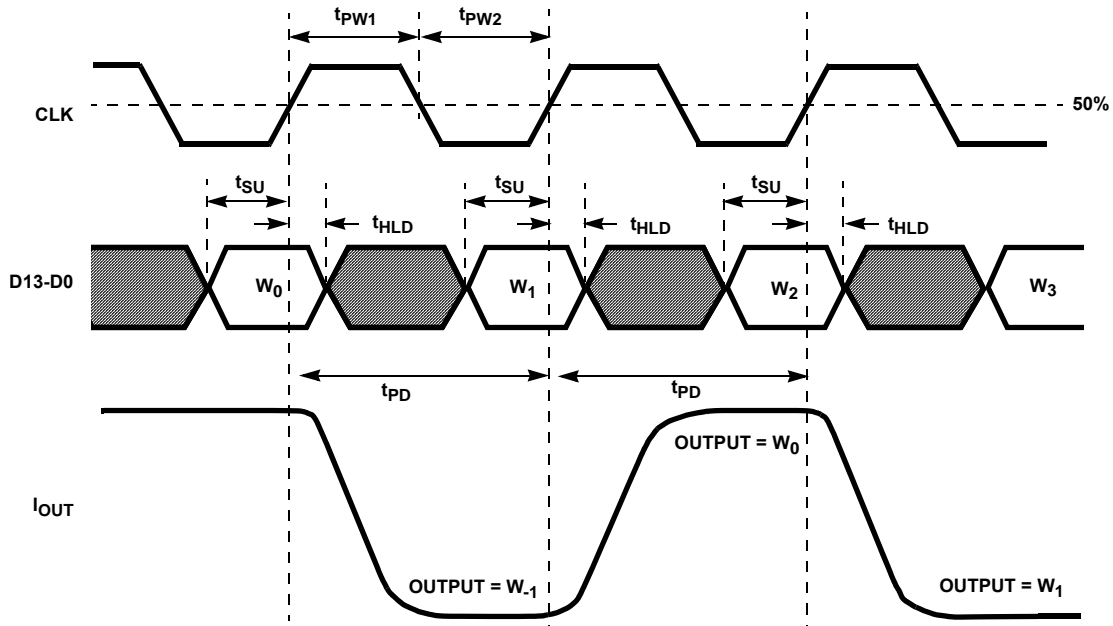 tPW1 tPW2
CLK
50%
tSU tSU tSU
tHLD tHLD tHLD
D13-D0
W0 W1 W2 W3
tPD tPD
OUTPUT = W0
IOUT
OUTPUT = W-1 OUTPUT = W1